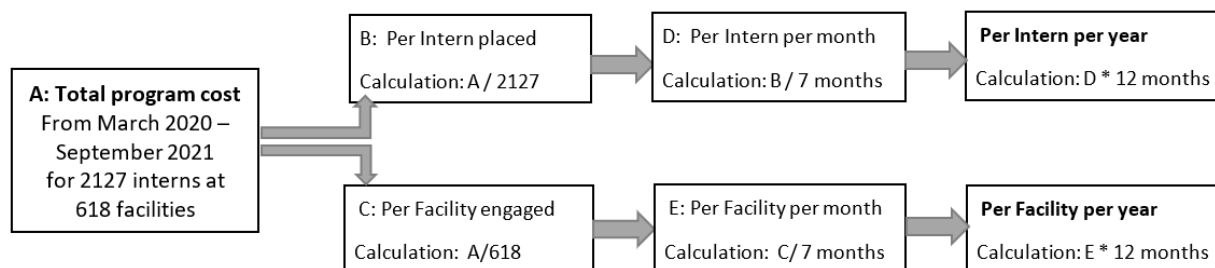 A: Total program cost
From March 2020 –
September 2021
for 2127 interns at
618 facilities
B:  Per Intern placed
Calculation: A / 2127
D:  Per Intern per month
Calculation: B / 7 months
Per Intern per year
Calculation: D * 12 months
C: Per Facility engaged
Calculation:  A/618
E: Per Facility per month
Calculation:  C/ 7 months
Per Facility per year
Calculation: E * 12 months